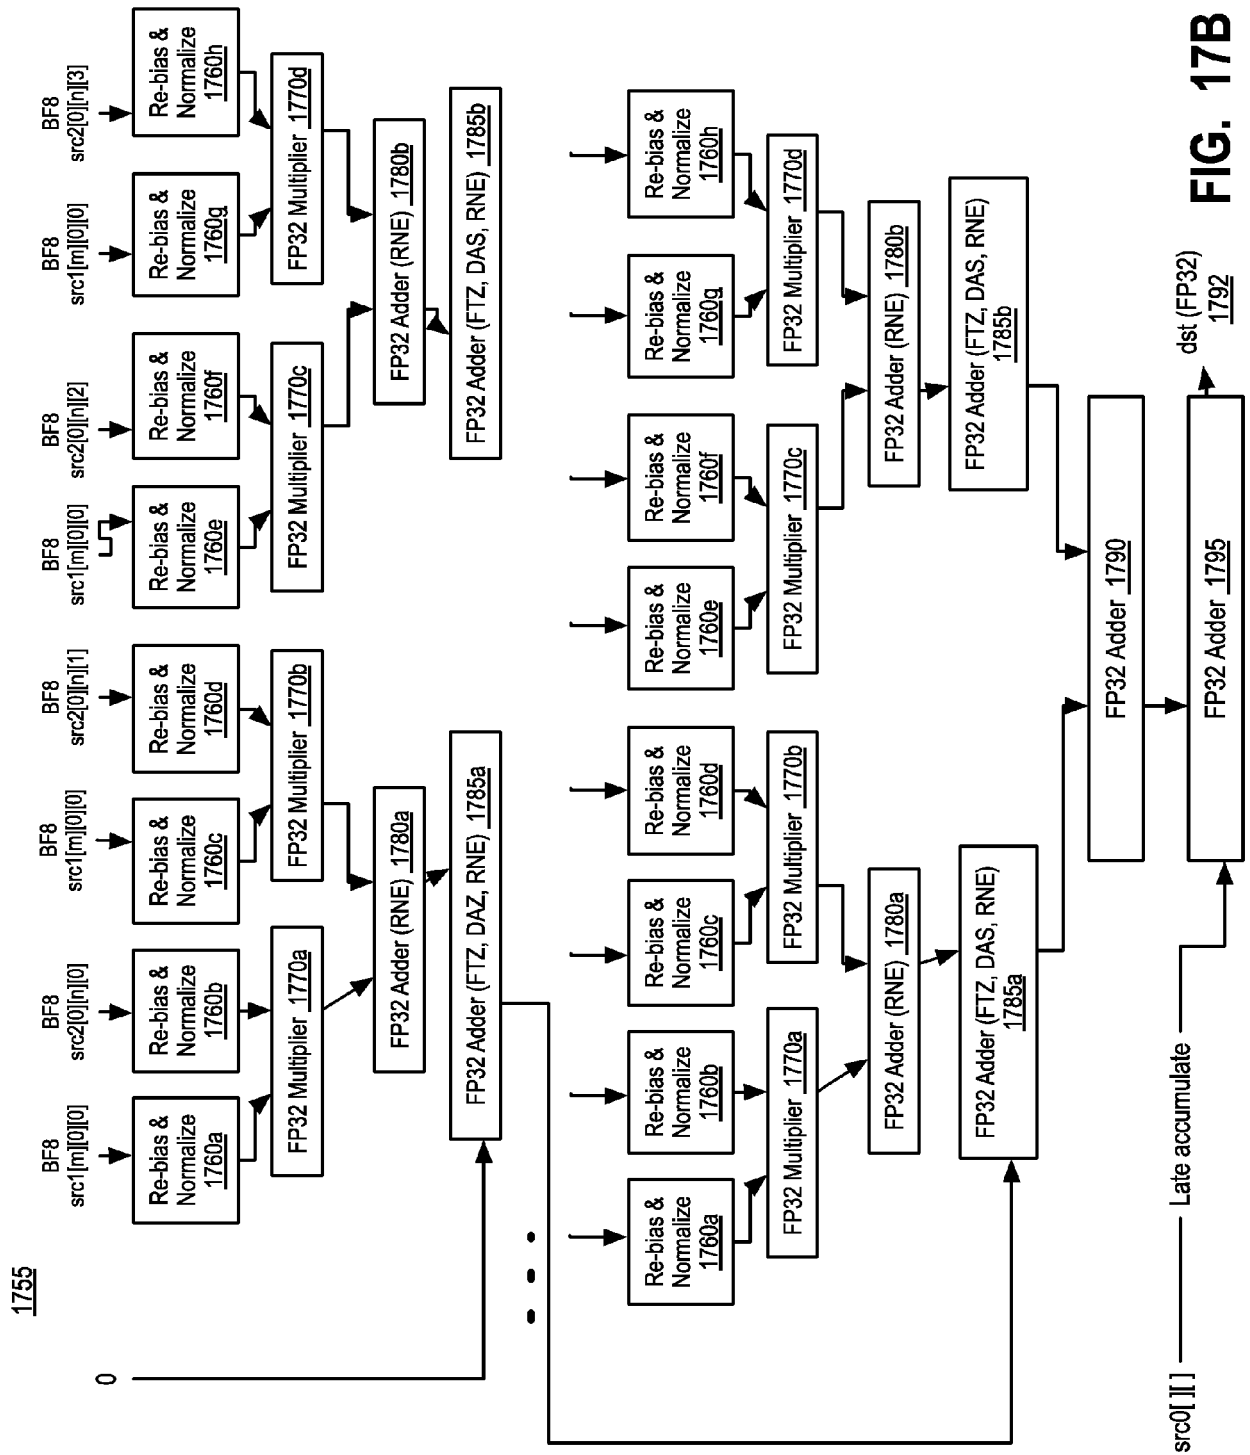 1755
0
BF8
src1[m][0][0]
BF8
src2[0][n][0]
BF8
src1[m][0][0]
BF8
src2[0][n][1]
BF8
src1[m][0][0]
BF8
src2[0][n][2]
BF8
src1[m][0][0]
BF8
src2[0][n][3]
Re-bias &
Normalize
1760a
Re-bias &
Normalize
1760b
Re-bias &
Normalize
1760c
Re-bias &
Normalize
1760d
Re-bias &
Normalize
1760e
Re-bias &
Normalize
1760f
Re-bias &
Normalize
1760g
Re-bias &
Normalize
1760h
FP32 Multiplier 1770a
FP32 Multiplier 1770b
FP32 Multiplier 1770c
FP32 Multiplier 1770d
FP32 Adder (RNE) 1780a
FP32 Adder (RNE) 1780b
FP32 Adder (FTZ, DAZ, RNE) 1785a
FP32 Adder (FTZ, DAS, RNE) 1785b
Re-bias &
Normalize
1760a
Re-bias &
Normalize
1760b
Re-bias &
Normalize
1760c
Re-bias &
Normalize
1760d
Re-bias &
Normalize
1760e
Re-bias &
Normalize
1760f
Re-bias &
Normalize
1760g
Re-bias &
Normalize
1760h
FP32 Multiplier 1770a
FP32 Multiplier 1770b
FP32 Multiplier 1770c
FP32 Multiplier 1770d
FP32 Adder (RNE) 1780a
FP32 Adder (RNE) 1780b
FP32 Adder (FTZ, DAS, RNE)
1785a
FP32 Adder (FTZ, DAS, RNE)
1785b
FP32 Adder 1790
src0[ ][ ]
Late accumulate
FP32 Adder 1795
dst (FP32)
1792
FIG. 17B